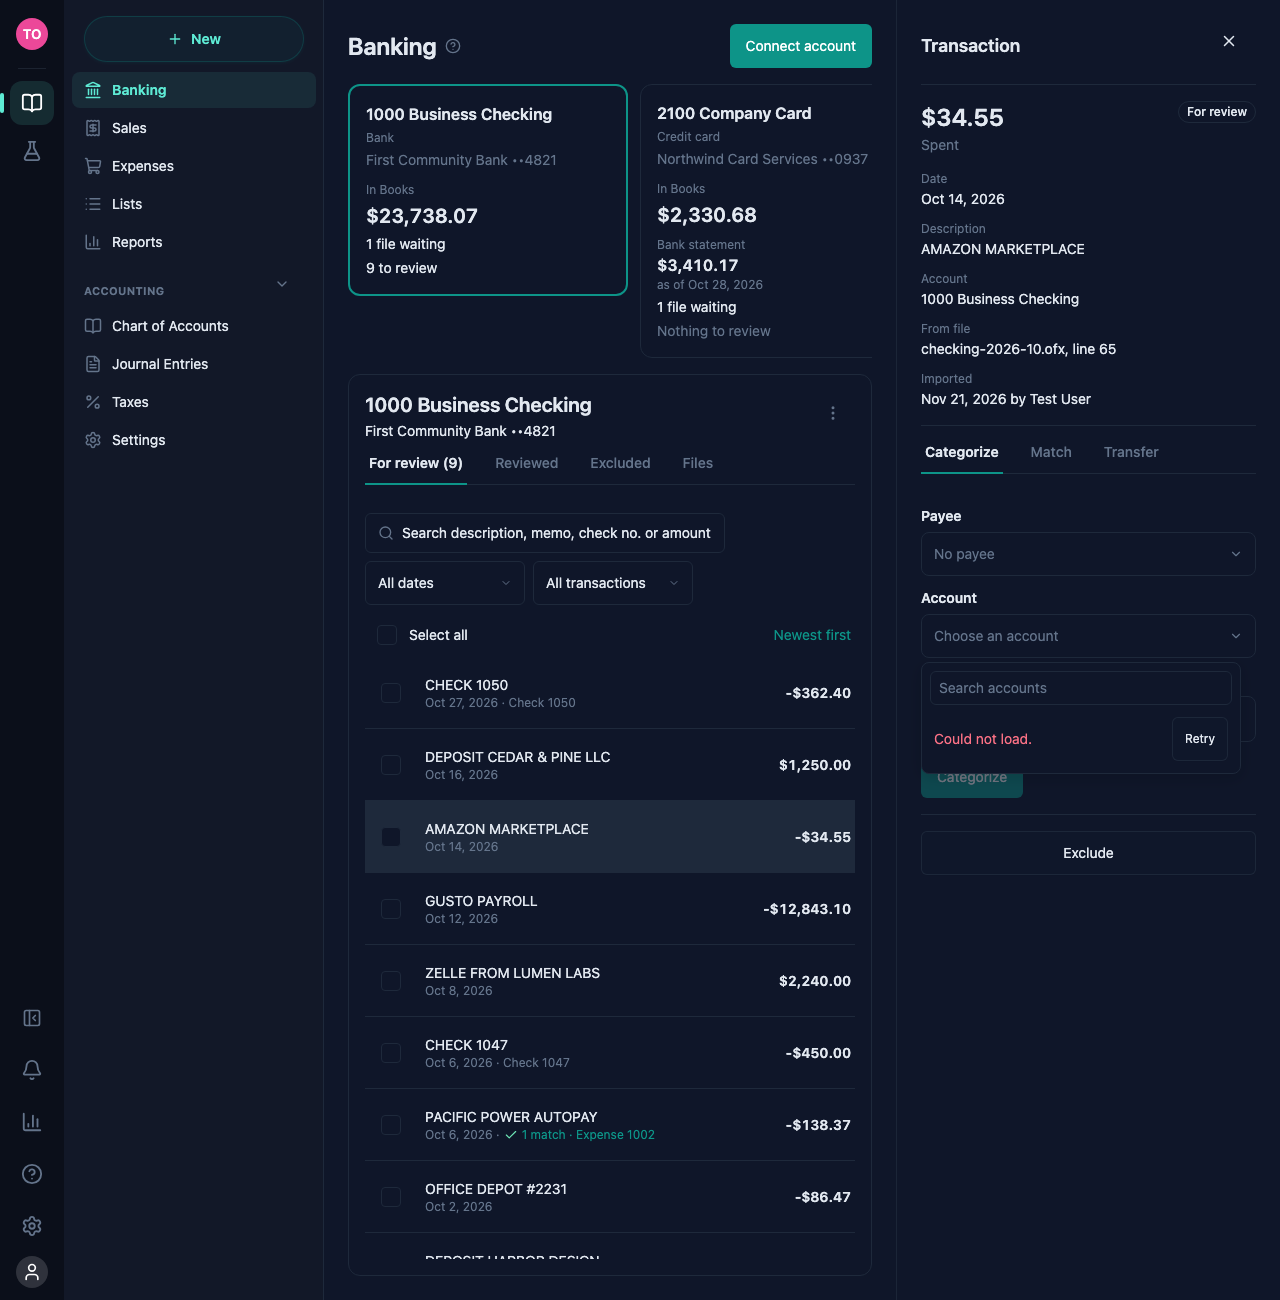 TO
New
Banking
Sales
Expenses
Lists
Reports
ACCOUNTING
Chart of Accounts
Journal Entries
Taxes
Settings
Banking
Connect account
1000 Business Checking
Bank
First Community Bank ••4821
In Books
$23,738.07
1 file waiting
9 to review
2100 Company Card
Credit card
Northwind Card Services ••0937
In Books
$2,330.68
Bank statement
$3,410.17
as of Oct 28, 2026
1 file waiting
Nothing to review
1000 Business Checking
First Community Bank ••4821
For review (9)
Reviewed
Excluded
Files
Search description, memo, check no. or amount
All dates
All transactions
Select all
Newest first
CHECK 1050
Oct 27, 2026 · Check 1050
-$362.40
DEPOSIT CEDAR & PINE LLC
Oct 16, 2026
$1,250.00
AMAZON MARKETPLACE
Oct 14, 2026
-$34.55
GUSTO PAYROLL
Oct 12, 2026
-$12,843.10
ZELLE FROM LUMEN LABS
Oct 8, 2026
$2,240.00
CHECK 1047
Oct 6, 2026 · Check 1047
-$450.00
PACIFIC POWER AUTOPAY
Oct 6, 2026 · 1 match · Expense 1002
-$138.37
OFFICE DEPOT #2231
Oct 2, 2026
-$86.47
DEPOSIT HARBOR DESIGN
Transaction
$34.55
For review
Spent
Date
Oct 14, 2026
Description
AMAZON MARKETPLACE
Account
1000 Business Checking
From file
checking-2026-10.ofx, line 65
Imported
Nov 21, 2026 by Test User
Categorize
Match
Transfer
Payee
No payee
Account
Choose an account
Search accounts
Could not load.
Retry
Categorize
Exclude